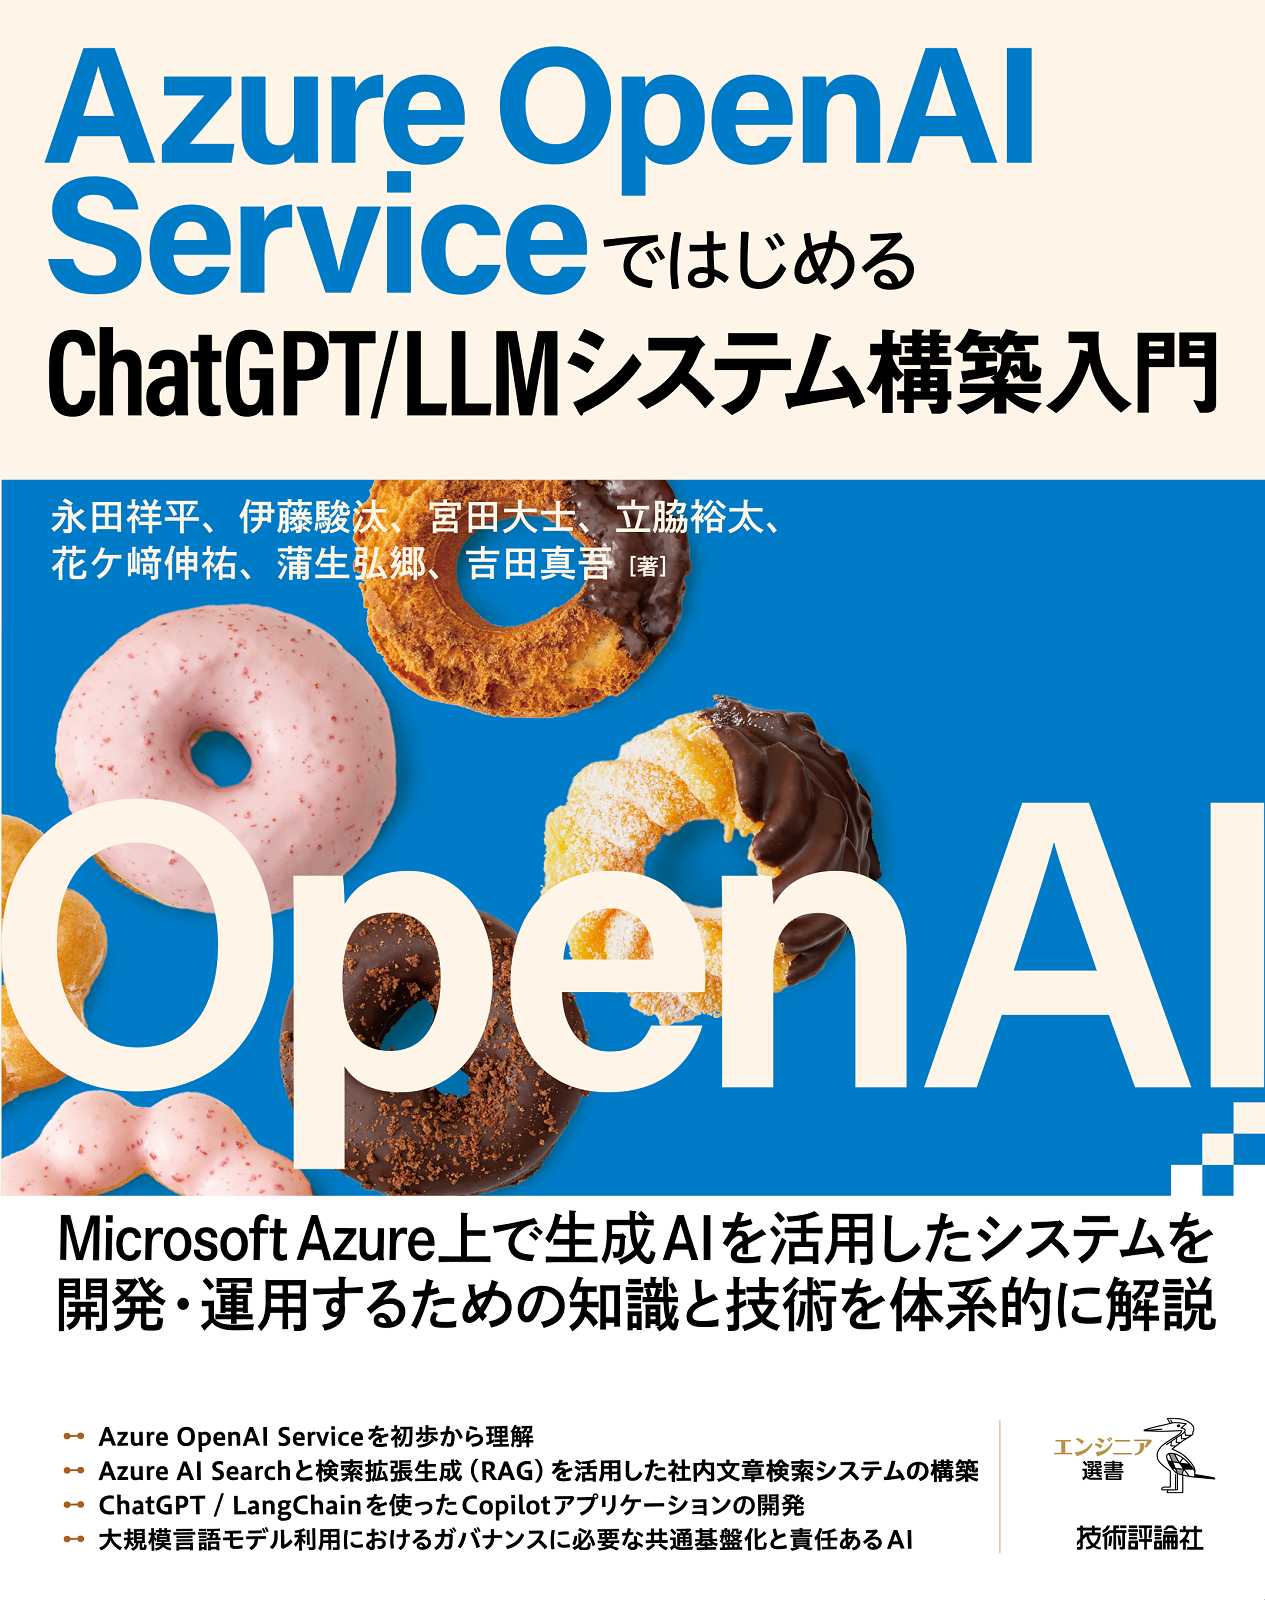 Azure OpenAI
Serviceではじめる
ChatGPT/LLMシステム構築入門
永田祥平、伊藤駿汰、宮田大士、立脇裕太、
花ケ﨑伸祐、蒲生弘郷、吉田真吾［著］
OpenAI
Microsoft Azure上で生成AIを活用したシステムを
開発・運用するための知識と技術を体系的に解説
Azure OpenAI Serviceを初歩から理解
Azure AI Searchと検索拡張生成（RAG）を活用した社内文章検索システムの構築
ChatGPT / LangChainを使ったCopilotアプリケーションの開発
大規模言語モデル利用におけるガバナンスに必要な共通基盤化と責任あるAI
エンジニア
選書
技術評論社